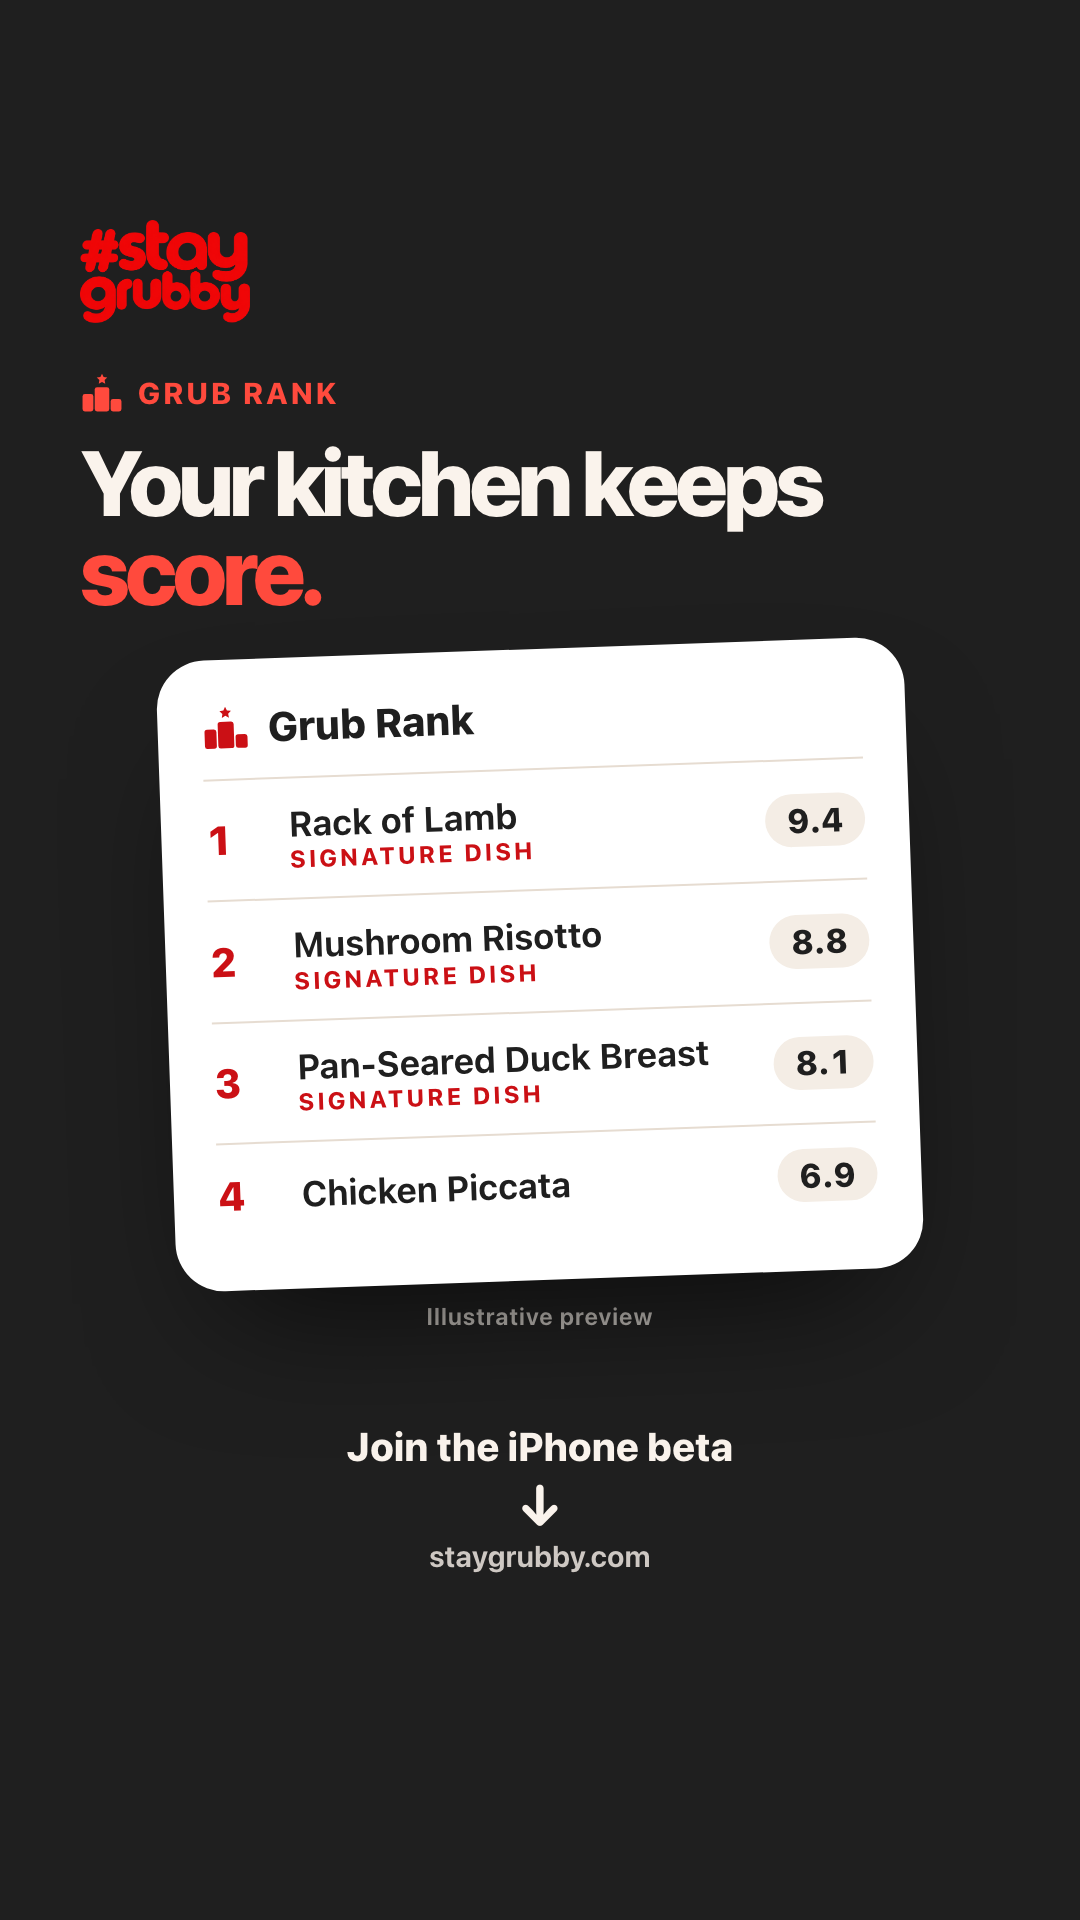 #stay
grubby
GRUB RANK
Your kitchen keeps
score.
Grub Rank
1 Rack of Lamb 9.4
SIGNATURE DISH
2 Mushroom Risotto 8.8
SIGNATURE DISH
3 Pan-Seared Duck Breast 8.1
SIGNATURE DISH
4 Chicken Piccata 6.9
Illustrative preview
Join the iPhone beta
staygrubby.com